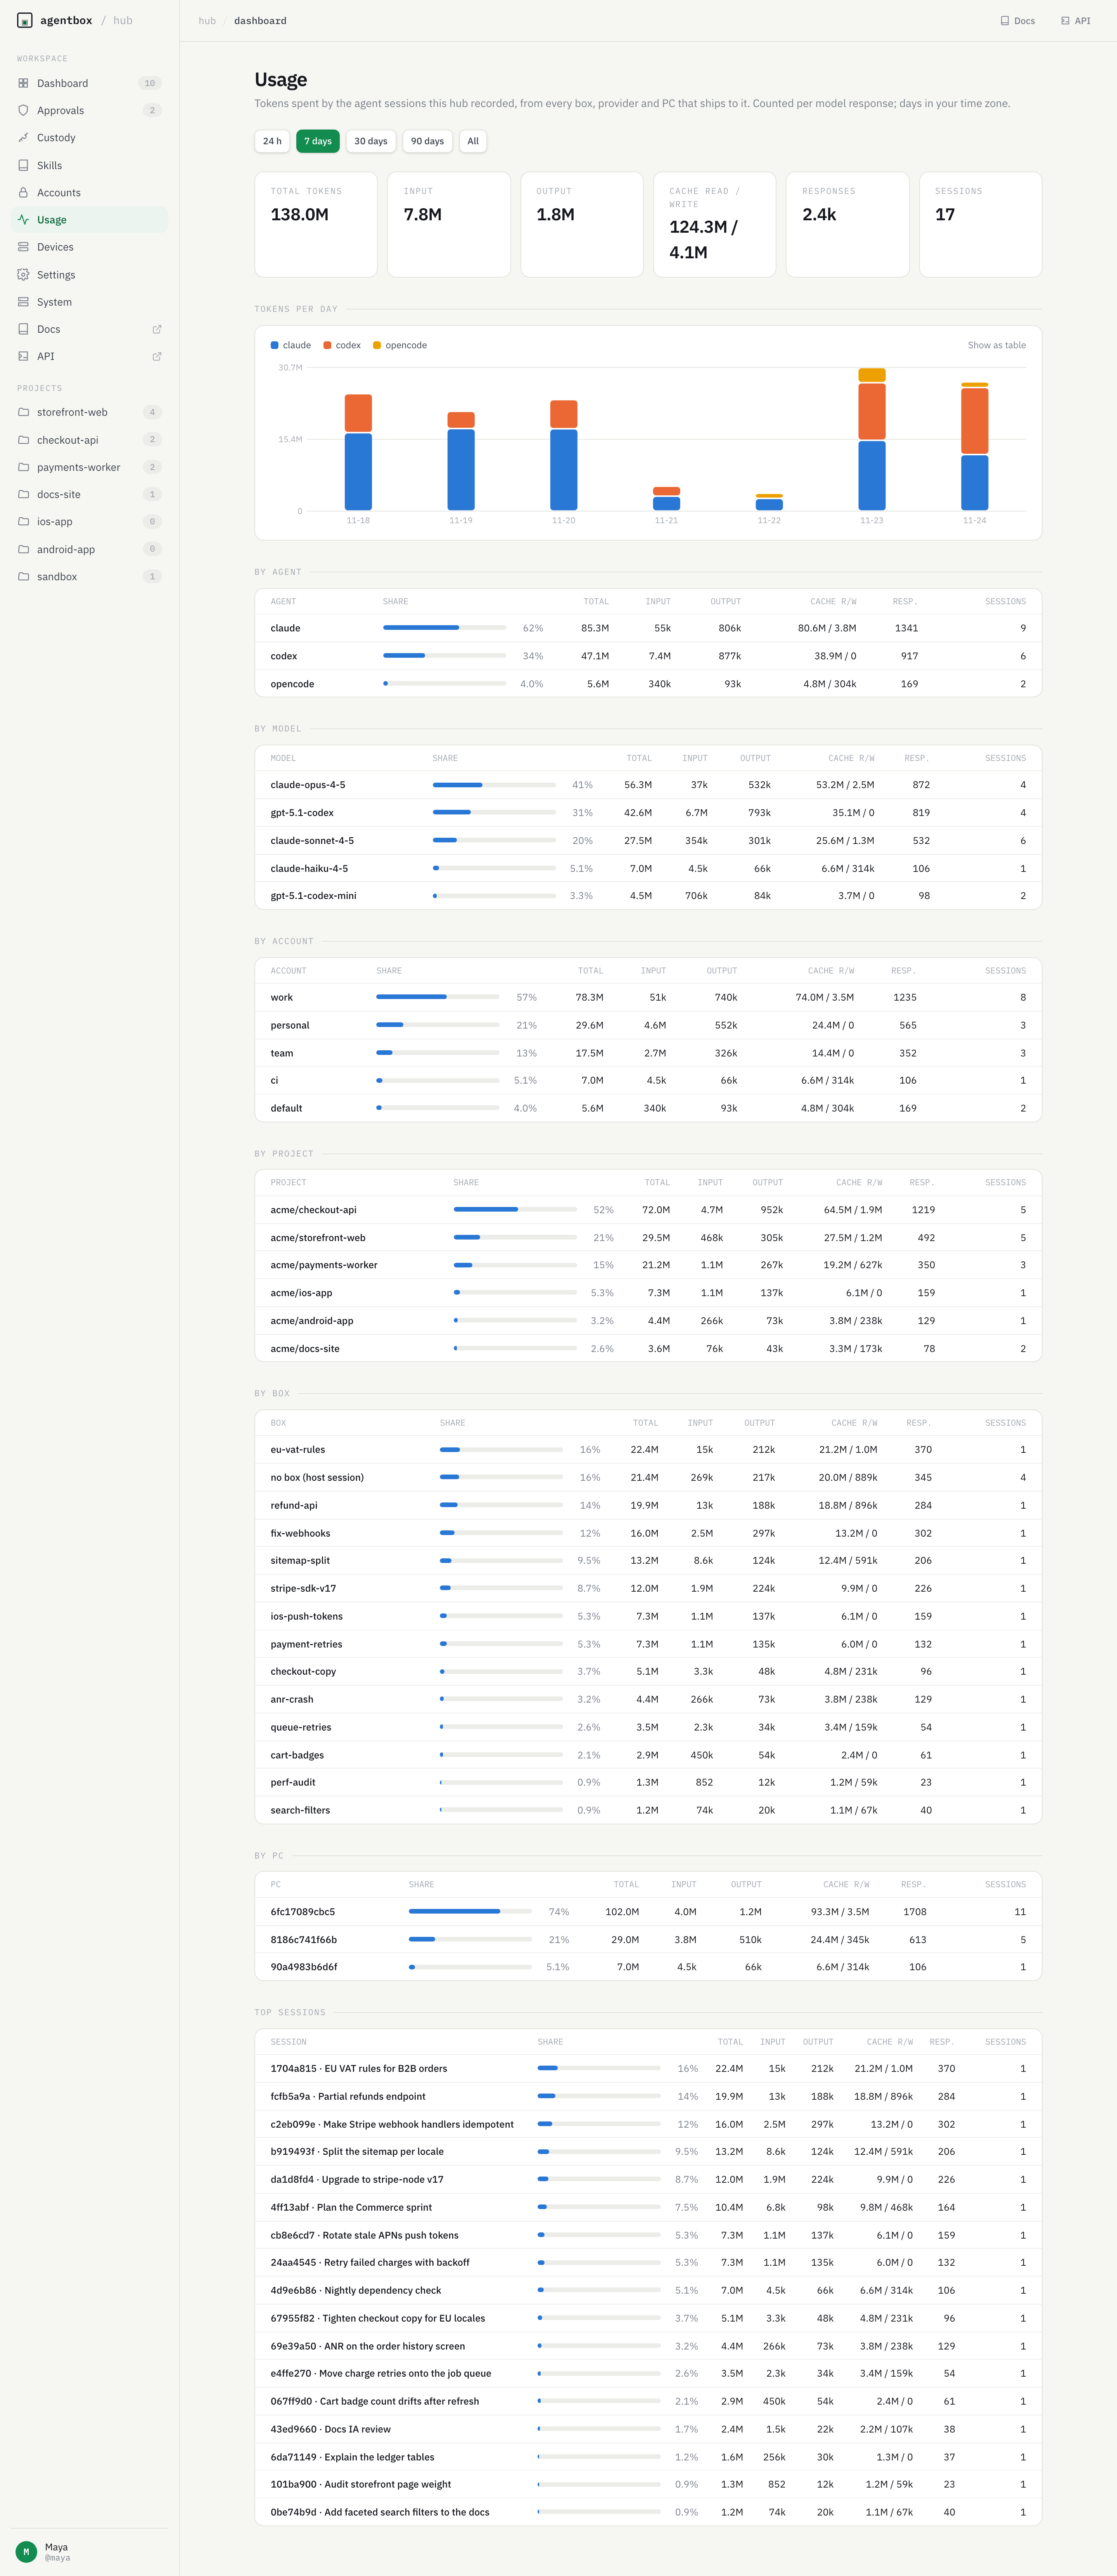 agentbox / hub
WORKSPACE
Dashboard 10
Approvals 2
Custody
Skills
Accounts
Usage
Devices
Settings
System
Docs
API
PROJECTS
storefront-web 4
checkout-api 2
payments-worker 2
docs-site 1
ios-app 0
android-app 0
sandbox 1
M
Maya
@maya
hub / dashboard
Docs API
Usage
Tokens spent by the agent sessions this hub recorded, from every box, provider and PC that ships to it. Counted per model response; days in your time zone.
24 h 7 days 30 days 90 days All
TOTAL TOKENS
138.0M
INPUT
7.8M
OUTPUT
1.8M
CACHE READ /
WRITE
124.3M /
4.1M
RESPONSES
2.4k
SESSIONS
17
TOKENS PER DAY
claude codex opencode Show as table
30.7M
15.4M
0
11-18 11-19 11-20 11-21 11-22 11-23 11-24
BY AGENT
AGENT SHARE TOTAL INPUT OUTPUT CACHE R/W RESP. SESSIONS
claude 62% 85.3M 55k 806k 80.6M / 3.8M 1341 9
codex 34% 47.1M 7.4M 877k 38.9M / 0 917 6
opencode 4.0% 5.6M 340k 93k 4.8M / 304k 169 2
BY MODEL
MODEL SHARE TOTAL INPUT OUTPUT CACHE R/W RESP. SESSIONS
claude-opus-4-5 41% 56.3M 37k 532k 53.2M / 2.5M 872 4
gpt-5.1-codex 31% 42.6M 6.7M 793k 35.1M / 0 819 4
claude-sonnet-4-5 20% 27.5M 354k 301k 25.6M / 1.3M 532 6
claude-haiku-4-5 5.1% 7.0M 4.5k 66k 6.6M / 314k 106 1
gpt-5.1-codex-mini 3.3% 4.5M 706k 84k 3.7M / 0 98 2
BY ACCOUNT
ACCOUNT SHARE TOTAL INPUT OUTPUT CACHE R/W RESP. SESSIONS
work 57% 78.3M 51k 740k 74.0M / 3.5M 1235 8
personal 21% 29.6M 4.6M 552k 24.4M / 0 565 3
team 13% 17.5M 2.7M 326k 14.4M / 0 352 3
ci 5.1% 7.0M 4.5k 66k 6.6M / 314k 106 1
default 4.0% 5.6M 340k 93k 4.8M / 304k 169 2
BY PROJECT
PROJECT SHARE TOTAL INPUT OUTPUT CACHE R/W RESP. SESSIONS
acme/checkout-api 52% 72.0M 4.7M 952k 64.5M / 1.9M 1219 5
acme/storefront-web 21% 29.5M 468k 305k 27.5M / 1.2M 492 5
acme/payments-worker 15% 21.2M 1.1M 267k 19.2M / 627k 350 3
acme/ios-app 5.3% 7.3M 1.1M 137k 6.1M / 0 159 1
acme/android-app 3.2% 4.4M 266k 73k 3.8M / 238k 129 1
acme/docs-site 2.6% 3.6M 76k 43k 3.3M / 173k 78 2
BY BOX
BOX SHARE TOTAL INPUT OUTPUT CACHE R/W RESP. SESSIONS
eu-vat-rules 16% 22.4M 15k 212k 21.2M / 1.0M 370 1
no box (host session) 16% 21.4M 269k 217k 20.0M / 889k 345 4
refund-api 14% 19.9M 13k 188k 18.8M / 896k 284 1
fix-webhooks 12% 16.0M 2.5M 297k 13.2M / 0 302 1
sitemap-split 9.5% 13.2M 8.6k 124k 12.4M / 591k 206 1
stripe-sdk-v17 8.7% 12.0M 1.9M 224k 9.9M / 0 226 1
ios-push-tokens 5.3% 7.3M 1.1M 137k 6.1M / 0 159 1
payment-retries 5.3% 7.3M 1.1M 135k 6.0M / 0 132 1
checkout-copy 3.7% 5.1M 3.3k 48k 4.8M / 231k 96 1
anr-crash 3.2% 4.4M 266k 73k 3.8M / 238k 129 1
queue-retries 2.6% 3.5M 2.3k 34k 3.4M / 159k 54 1
cart-badges 2.1% 2.9M 450k 54k 2.4M / 0 61 1
perf-audit 0.9% 1.3M 852 12k 1.2M / 59k 23 1
search-filters 0.9% 1.2M 74k 20k 1.1M / 67k 40 1
BY PC
PC SHARE TOTAL INPUT OUTPUT CACHE R/W RESP. SESSIONS
6fc17089cbc5 74% 102.0M 4.0M 1.2M 93.3M / 3.5M 1708 11
8186c741f66b 21% 29.0M 3.8M 510k 24.4M / 345k 613 5
90a4983b6d6f 5.1% 7.0M 4.5k 66k 6.6M / 314k 106 1
TOP SESSIONS
SESSION SHARE TOTAL INPUT OUTPUT CACHE R/W RESP. SESSIONS
1704a815 · EU VAT rules for B2B orders 16% 22.4M 15k 212k 21.2M / 1.0M 370 1
fcfb5a9a · Partial refunds endpoint 14% 19.9M 13k 188k 18.8M / 896k 284 1
c2eb099e · Make Stripe webhook handlers idempotent 12% 16.0M 2.5M 297k 13.2M / 0 302 1
b919493f · Split the sitemap per locale 9.5% 13.2M 8.6k 124k 12.4M / 591k 206 1
da1d8fd4 · Upgrade to stripe-node v17 8.7% 12.0M 1.9M 224k 9.9M / 0 226 1
4ff13abf · Plan the Commerce sprint 7.5% 10.4M 6.8k 98k 9.8M / 468k 164 1
cb8e6cd7 · Rotate stale APNs push tokens 5.3% 7.3M 1.1M 137k 6.1M / 0 159 1
24aa4545 · Retry failed charges with backoff 5.3% 7.3M 1.1M 135k 6.0M / 0 132 1
4d9e6b86 · Nightly dependency check 5.1% 7.0M 4.5k 66k 6.6M / 314k 106 1
67955f82 · Tighten checkout copy for EU locales 3.7% 5.1M 3.3k 48k 4.8M / 231k 96 1
69e39a50 · ANR on the order history screen 3.2% 4.4M 266k 73k 3.8M / 238k 129 1
e4ffe270 · Move charge retries onto the job queue 2.6% 3.5M 2.3k 34k 3.4M / 159k 54 1
067ff9d0 · Cart badge count drifts after refresh 2.1% 2.9M 450k 54k 2.4M / 0 61 1
43ed9660 · Docs IA review 1.7% 2.4M 1.5k 22k 2.2M / 107k 38 1
6da71149 · Explain the ledger tables 1.2% 1.6M 256k 30k 1.3M / 0 37 1
101ba900 · Audit storefront page weight 0.9% 1.3M 852 12k 1.2M / 59k 23 1
0be74b9d · Add faceted search filters to the docs 0.9% 1.2M 74k 20k 1.1M / 67k 40 1